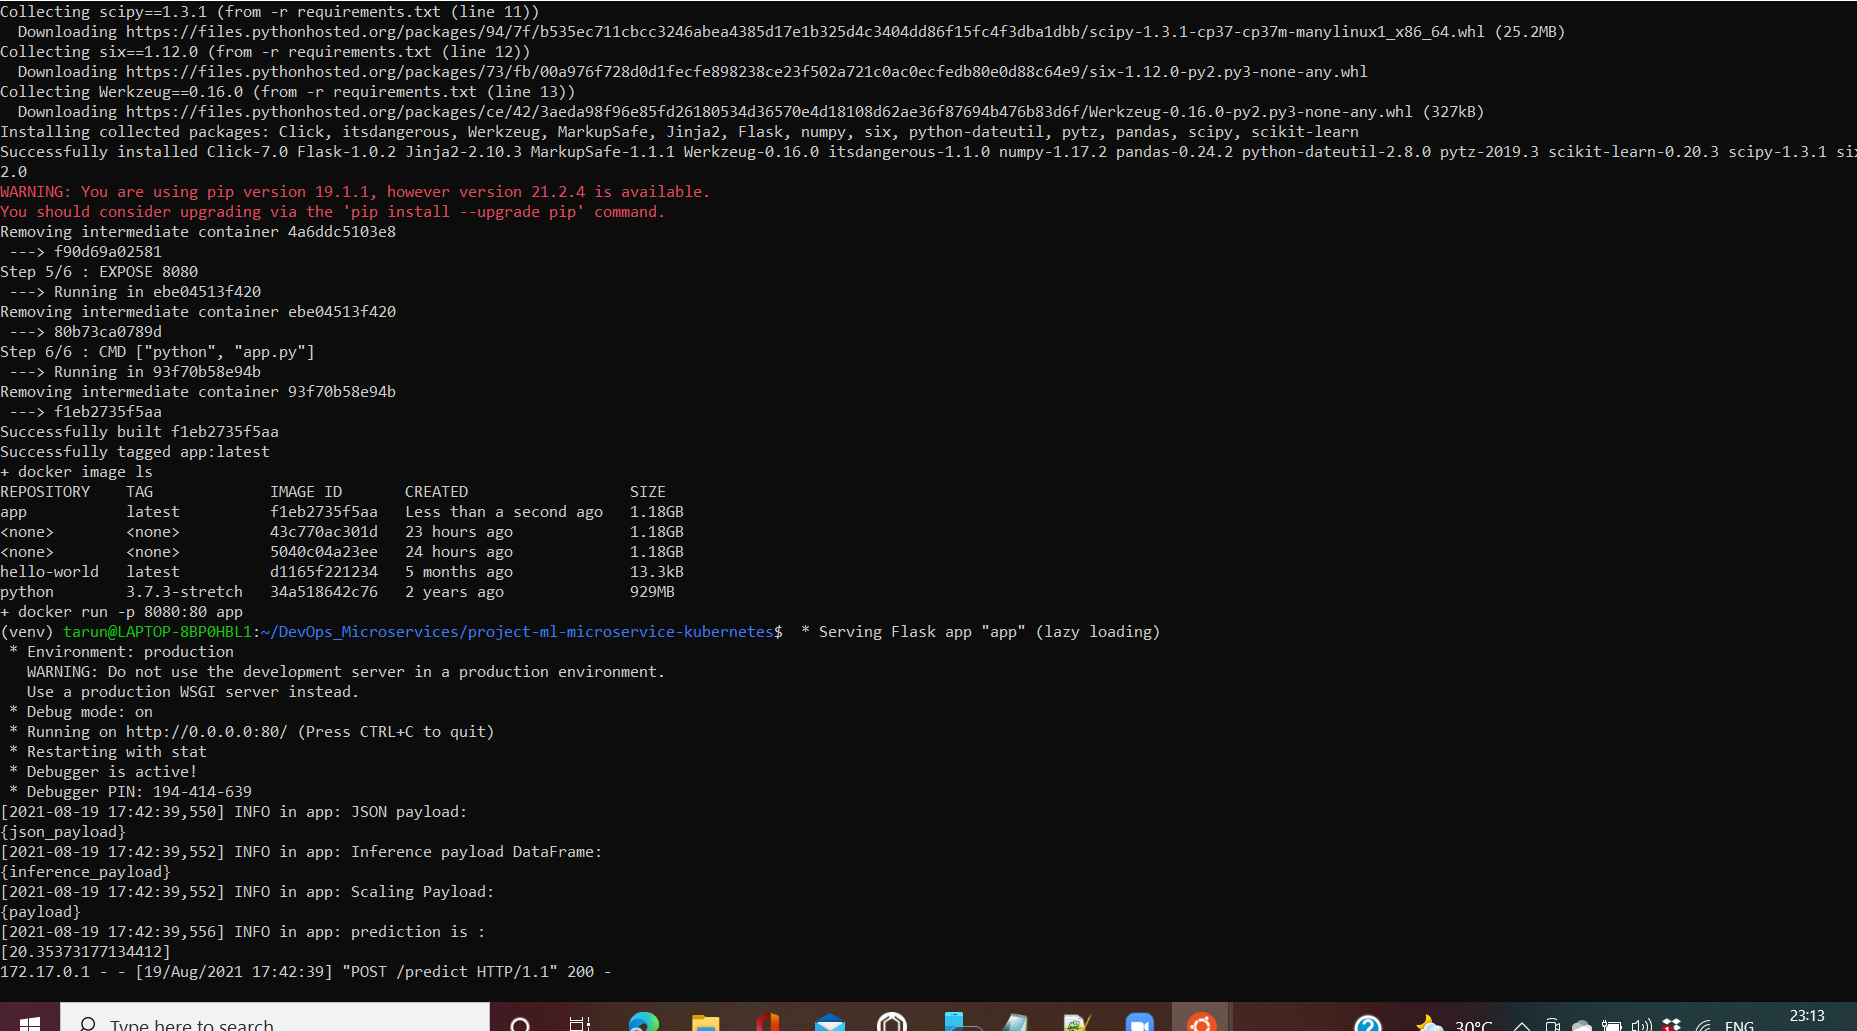 Collecting scipy==1.3.1 (from -r requirements.txt (line 11))
  Downloading https://files.pythonhosted.org/packages/94/7f/b535ec711cbcc3246abea4385d17e1b325d4c3404dd86f15fc4f3dba1dbb/scipy-1.3.1-cp37-cp37m-manylinux1_x86_64.whl (25.2MB)
Collecting six==1.12.0 (from -r requirements.txt (line 12))
  Downloading https://files.pythonhosted.org/packages/73/fb/00a976f728d0d1fecfe898238ce23f502a721c0ac0ecfedb80e0d88c64e9/six-1.12.0-py2.py3-none-any.whl
Collecting Werkzeug==0.16.0 (from -r requirements.txt (line 13))
  Downloading https://files.pythonhosted.org/packages/ce/42/3aeda98f96e85fd26180534d36570e4d18108d62ae36f87694b476b83d6f/Werkzeug-0.16.0-py2.py3-none-any.whl (327kB)
Installing collected packages: Click, itsdangerous, Werkzeug, MarkupSafe, Jinja2, Flask, numpy, six, python-dateutil, pytz, pandas, scipy, scikit-learn
Successfully installed Click-7.0 Flask-1.0.2 Jinja2-2.10.3 MarkupSafe-1.1.1 Werkzeug-0.16.0 itsdangerous-1.1.0 numpy-1.17.2 pandas-0.24.2 python-dateutil-2.8.0 pytz-2019.3 scikit-learn-0.20.3 scipy-1.3.1 six
2.0
WARNING: You are using pip version 19.1.1, however version 21.2.4 is available.
You should consider upgrading via the 'pip install --upgrade pip' command.
Removing intermediate container 4a6ddc5103e8
 ---> f90d69a02581
Step 5/6 : EXPOSE 8080
 ---> Running in ebe04513f420
Removing intermediate container ebe04513f420
 ---> 80b73ca0789d
Step 6/6 : CMD ["python", "app.py"]
 ---> Running in 93f70b58e94b
Removing intermediate container 93f70b58e94b
 ---> f1eb2735f5aa
Successfully built f1eb2735f5aa
Successfully tagged app:latest
+ docker image ls
REPOSITORY    TAG             IMAGE ID       CREATED                  SIZE
app           latest          f1eb2735f5aa   Less than a second ago   1.18GB
<none>        <none>          43c770ac301d   23 hours ago             1.18GB
<none>        <none>          5040c04a23ee   24 hours ago             1.18GB
hello-world   latest          d1165f221234   5 months ago             13.3kB
python        3.7.3-stretch   34a518642c76   2 years ago              929MB
+ docker run -p 8080:80 app
(venv) tarun@LAPTOP-8BP0HBL1:~/DevOps_Microservices/project-ml-microservice-kubernetes$  * Serving Flask app "app" (lazy loading)
 * Environment: production
   WARNING: Do not use the development server in a production environment.
   Use a production WSGI server instead.
 * Debug mode: on
 * Running on http://0.0.0.0:80/ (Press CTRL+C to quit)
 * Restarting with stat
 * Debugger is active!
 * Debugger PIN: 194-414-639
[2021-08-19 17:42:39,550] INFO in app: JSON payload:
{json_payload}
[2021-08-19 17:42:39,552] INFO in app: Inference payload DataFrame:
{inference_payload}
[2021-08-19 17:42:39,552] INFO in app: Scaling Payload:
{payload}
[2021-08-19 17:42:39,556] INFO in app: prediction is :
[20.35373177134412]
172.17.0.1 - - [19/Aug/2021 17:42:39] "POST /predict HTTP/1.1" 200 -
Type here to search
30°C
ENG
23:13